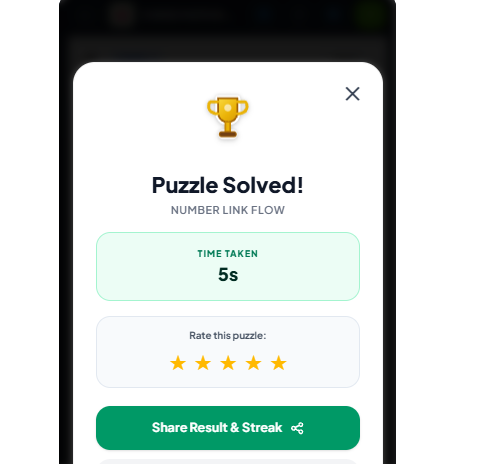 Puzzle Solved!
NUMBER LINK FLOW
TIME TAKEN
5s
Rate this puzzle:
Share Result & Streak